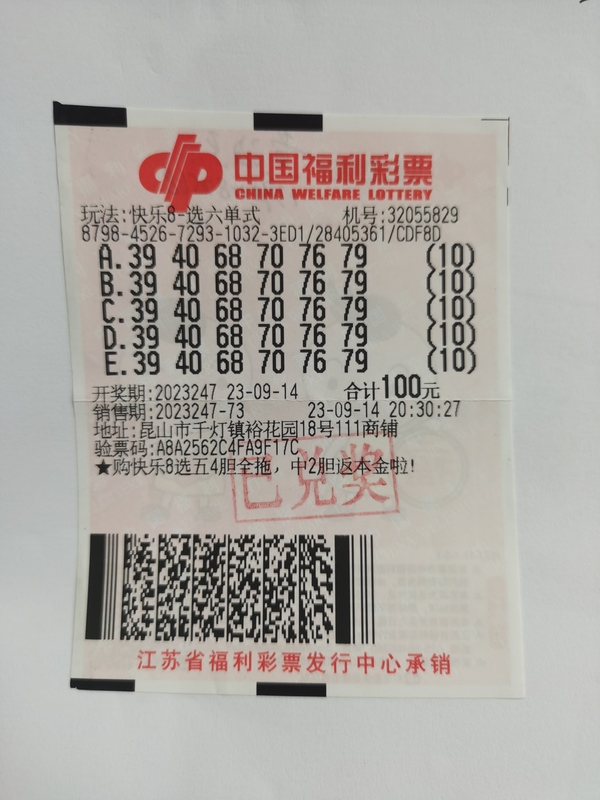 中国福利彩票
CHINA WELFARE LOTTERY
玩法:快乐8-选六单式 机号:32055829
8798-4526-7293-1032-3ED1/28405361/CDF8D
A.39 40 68 70 76 79 (10)
B.39 40 68 70 76 79 (10)
C.39 40 68 70 76 79 (10)
D.39 40 68 70 76 79 (10)
E.39 40 68 70 76 79 (10)
开奖期:2023247 23-09-14 合计100元
销售期:2023247-73 23-09-14 20:30:27
地址:昆山市千灯镇裕花园18号111商铺
验票码:A8A2562C4FA9F17C
★购快乐8选五4胆全拖，中2胆返本金啦!
已兑奖
江苏省福利彩票发行中心承销